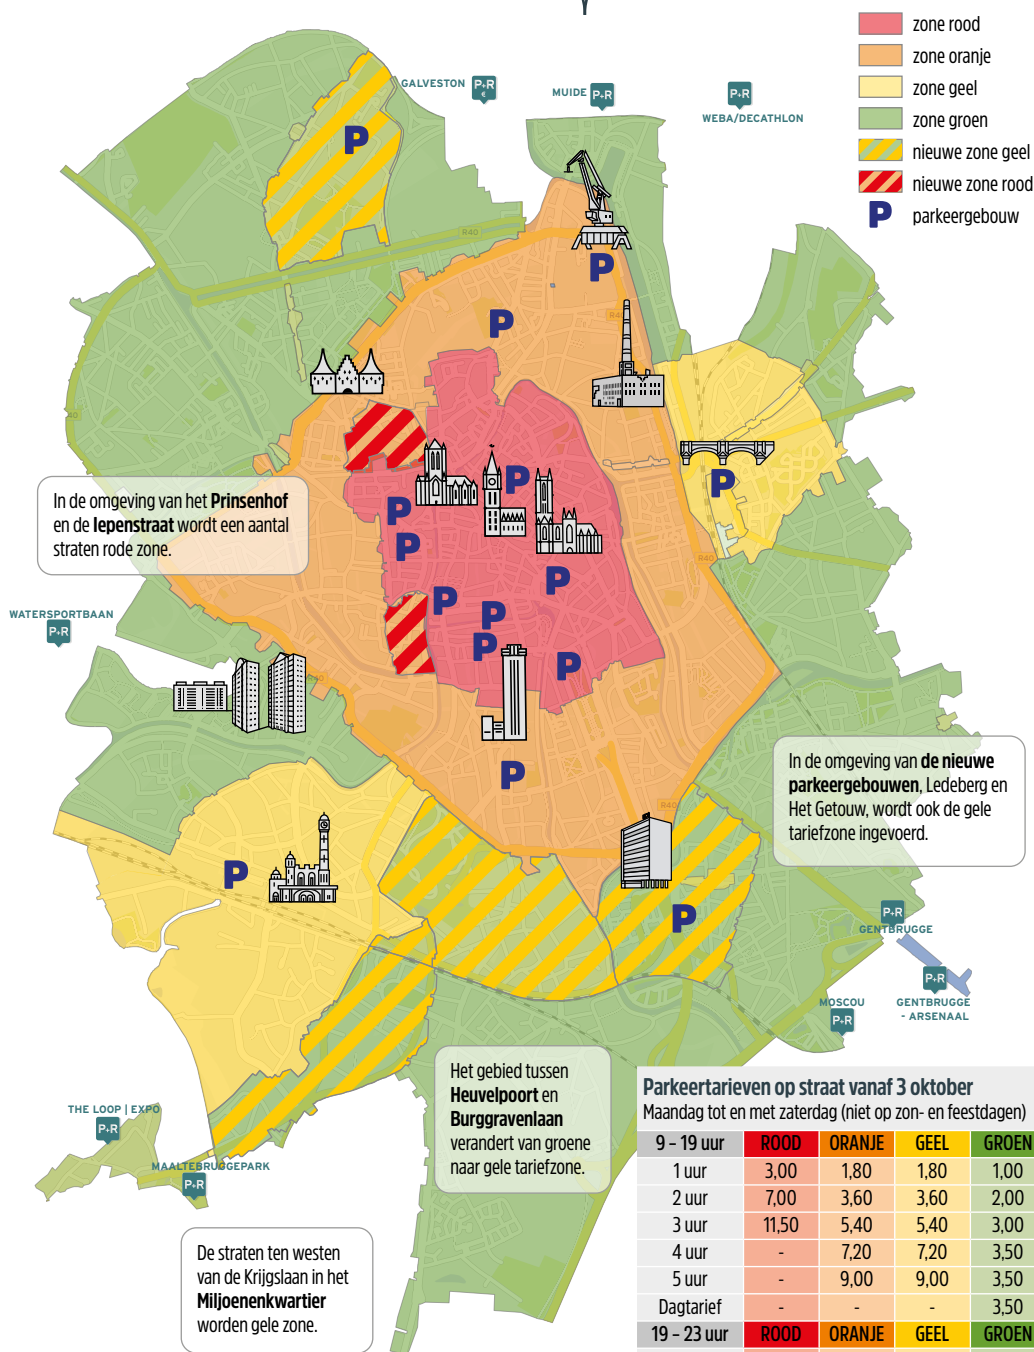 zone rood
zone oranje
zone geel
zone groen
nieuwe zone geel
nieuwe zone rood
P parkeergebouw
GALVESTON
P+R
€
MUIDE
P+R
P+R
WEBA/DECATHLON
P
R40
R40
P
P
R40
40
P
In de omgeving van het Prinsenhof
en de Iepenstraat wordt een aantal
straten rode zone.
P
P
P
P
P
P
P
P
R40
WATERSPORTBAAN
P+R
R40
P
In de omgeving van de nieuwe
parkeergebouwen, Ledeberg en
Het Getouw, wordt ook de gele
tariefzone ingevoerd.
R40
P
P
P+R
GENTBRUGGE
P+R
GENTBRUGGE
- ARSENAAL
MOSCOU
P+R
Het gebied tussen
Heuvelpoort en
Burggravenlaan
verandert van groene
naar gele tariefzone.
THE LOOP | EXPO
P+R
MAALTEBRUGGEPARK
P+R
De straten ten westen
van de Krijgslaan in het
Miljoenenkwartier
worden gele zone.
Parkeertarieven op straat vanaf 3 oktober
Maandag tot en met zaterdag (niet op zon- en feestdagen)
9 – 19 uur ROOD ORANJE GEEL GROEN
1 uur 3,00 1,80 1,80 1,00
2 uur 7,00 3,60 3,60 2,00
3 uur 11,50 5,40 5,40 3,00
4 uur - 7,20 7,20 3,50
5 uur - 9,00 9,00 3,50
Dagtarief - - - 3,50
19 – 23 uur ROOD ORANJE GEEL GROEN